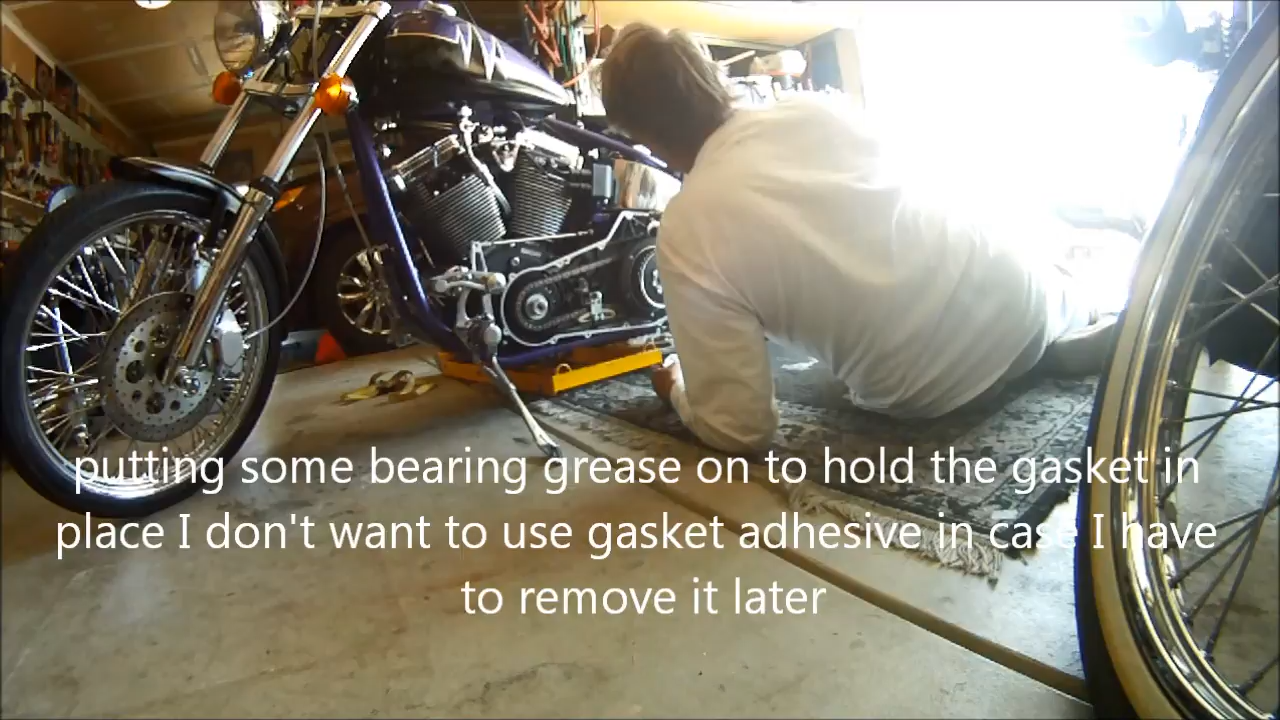 putting some bearing grease on to hold the gasket in
place I don't want to use gasket adhesive in case I have
to remove it later